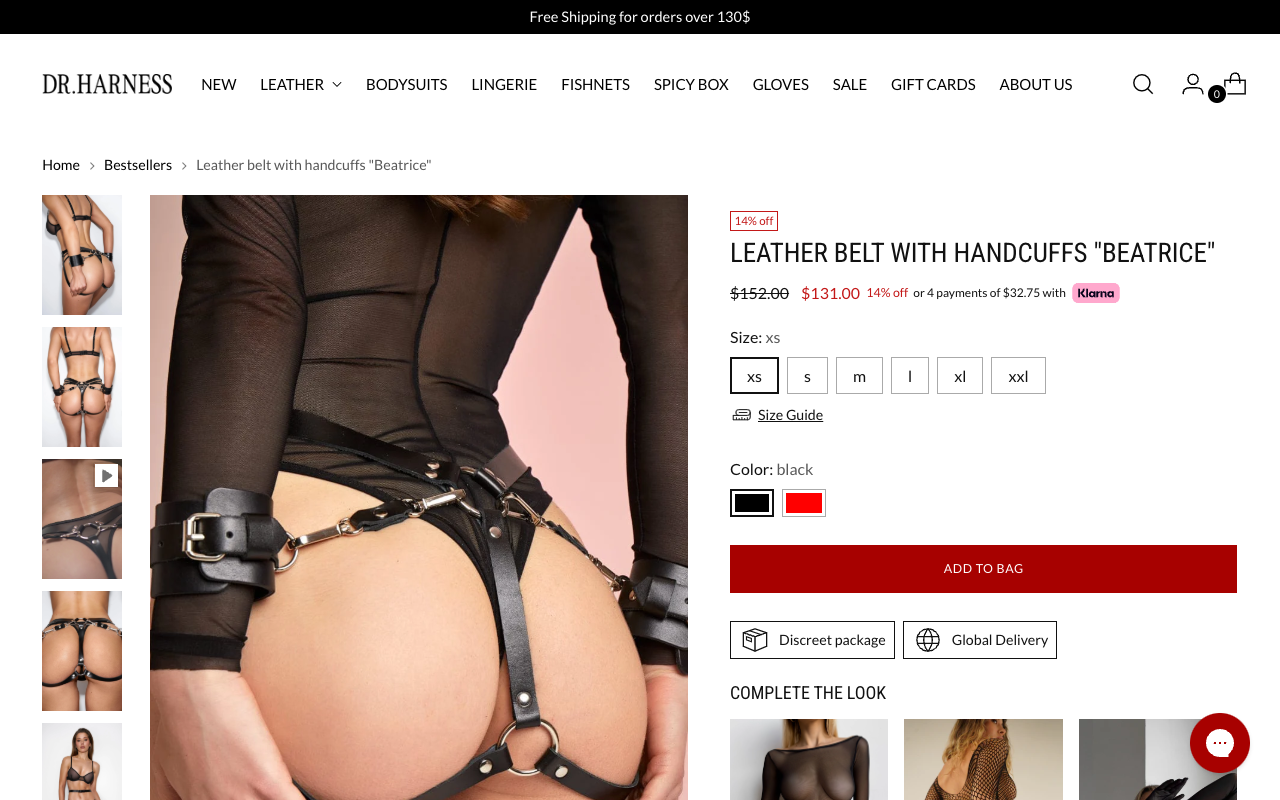 Free Shipping for orders over 130$
DR.HARNESS NEW LEATHER BODYSUITS LINGERIE FISHNETS SPICY BOX GLOVES SALE GIFT CARDS ABOUT US 0
Home > Bestsellers > Leather belt with handcuffs "Beatrice"
14% off
LEATHER BELT WITH HANDCUFFS "BEATRICE"
$152.00 $131.00 14% off or 4 payments of $32.75 with Klarna
Size: xs
xs s m l xl xxl
Size Guide
Color: black
ADD TO BAG
Discreet package Global Delivery
COMPLETE THE LOOK